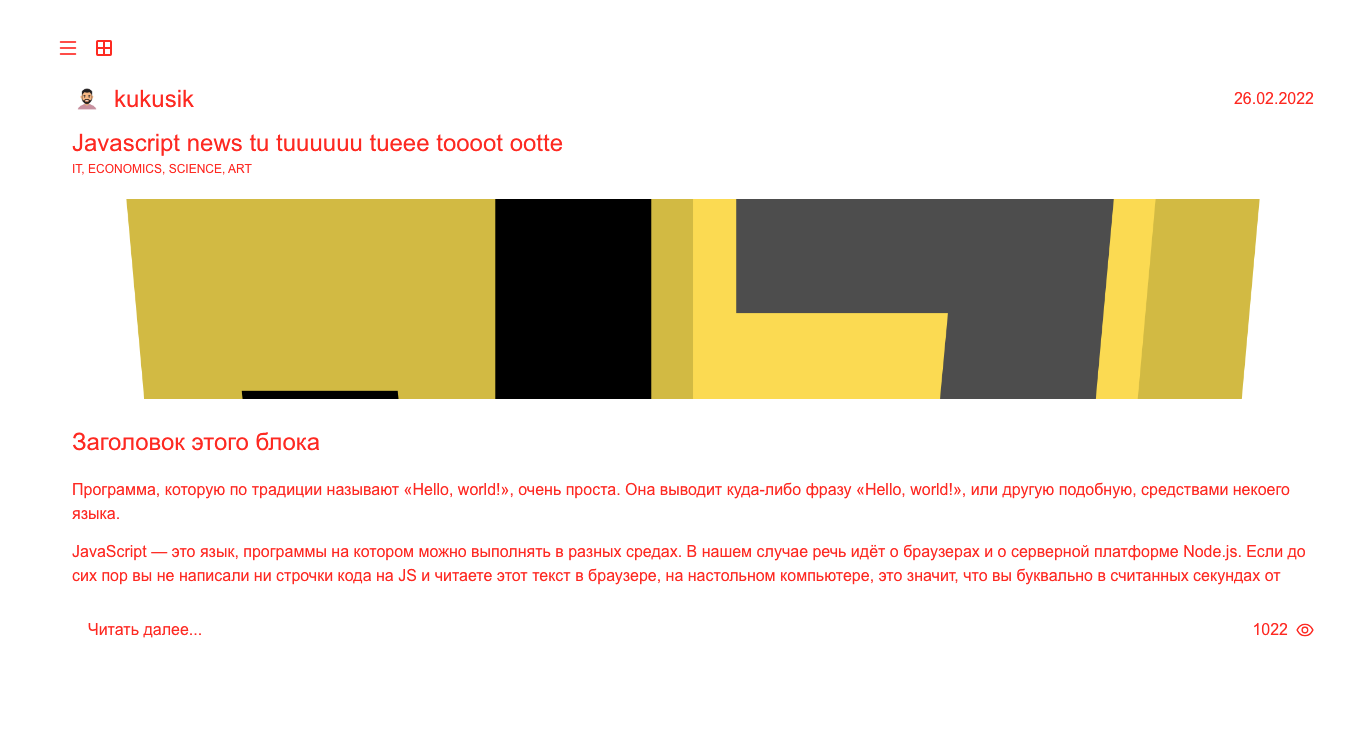 kukusik
26.02.2022
Javascript news tu tuuuuuu tueee toooot ootte
IT, ECONOMICS, SCIENCE, ART
Заголовок этого блока
Программа, которую по традиции называют «Hello, world!», очень проста. Она выводит куда-либо фразу «Hello, world!», или другую подобную, средствами некоего
языка.
JavaScript — это язык, программы на котором можно выполнять в разных средах. В нашем случае речь идёт о браузерах и о серверной платформе Node.js. Если до
сих пор вы не написали ни строчки кода на JS и читаете этот текст в браузере, на настольном компьютере, это значит, что вы буквально в считанных секундах от
Читать далее...
1022